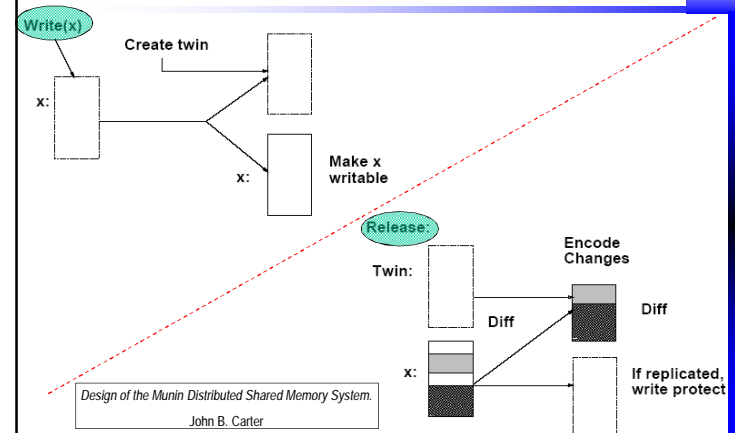 Write(x)
Create twin
x:
Make x
writable
x:
Release:
Encode
Changes
Twin:
Diff
Diff
x:
If replicated,
write protect
Design of the Munin Distributed Shared Memory System.
John B. Carter